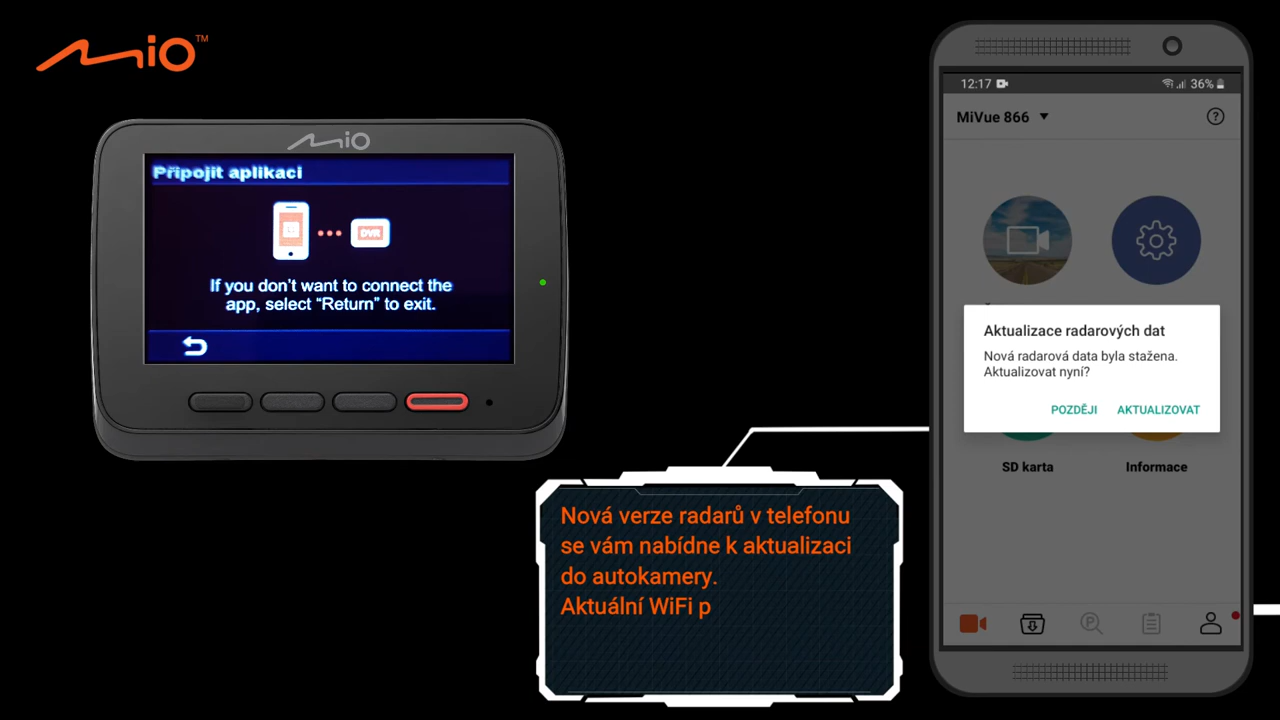 MiO™
MiO
Připojit aplikaci
DVR
If you don't want to connect the
app, select "Return" to exit.
12:17
36%
MiVue 866
?
Aktualizace radarových dat
Nová radarová data byla stažena.
Aktualizovat nyní?
POZDĚJI
AKTUALIZOVAT
SD karta
Informace
P
Nová verze radarů v telefonu
se vám nabídne k aktualizaci
do autokamery.
Aktuální WiFi p